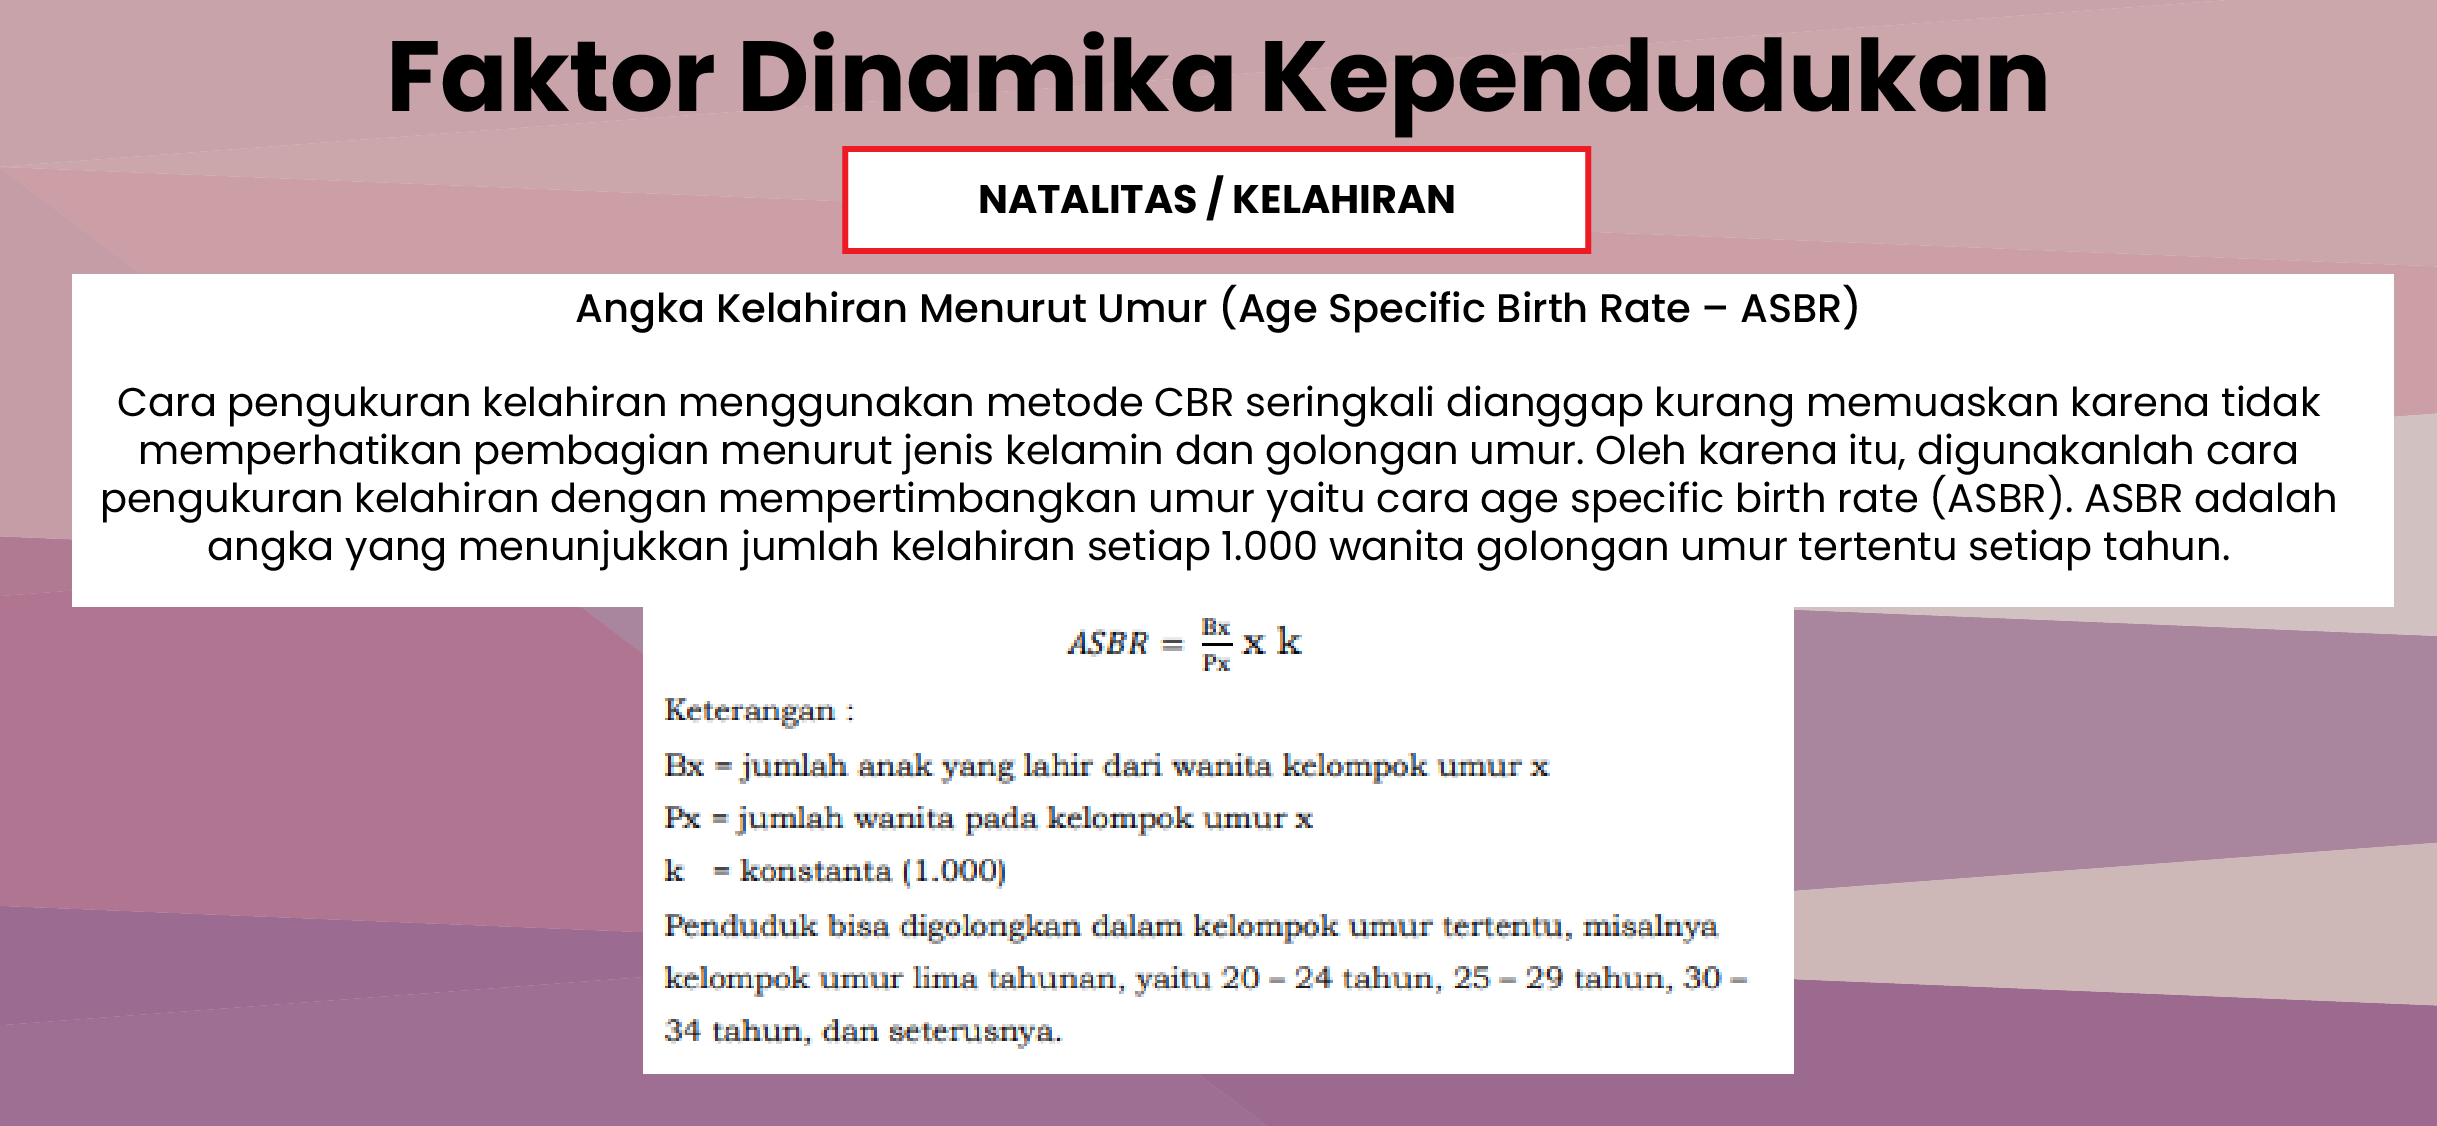 Faktor Dinamika Kependudukan
NATALITAS / KELAHIRAN
Angka Kelahiran Menurut Umur (Age Specific Birth Rate – ASBR)
Cara pengukuran kelahiran menggunakan metode CBR seringkali dianggap kurang memuaskan karena tidak
memperhatikan pembagian menurut jenis kelamin dan golongan umur. Oleh karena itu, digunakanlah cara
pengukuran kelahiran dengan mempertimbangkan umur yaitu cara age specific birth rate (ASBR). ASBR adalah
angka yang menunjukkan jumlah kelahiran setiap 1.000 wanita golongan umur tertentu setiap tahun.
ASBR = Bx/Px x k
Keterangan :
Bx = jumlah anak yang lahir dari wanita kelompok umur x
Px = jumlah wanita pada kelompok umur x
k = konstanta (1.000)
Penduduk bisa digolongkan dalam kelompok umur tertentu, misalnya
kelompok umur lima tahunan, yaitu 20 – 24 tahun, 25 – 29 tahun, 30 –
34 tahun, dan seterusnya.